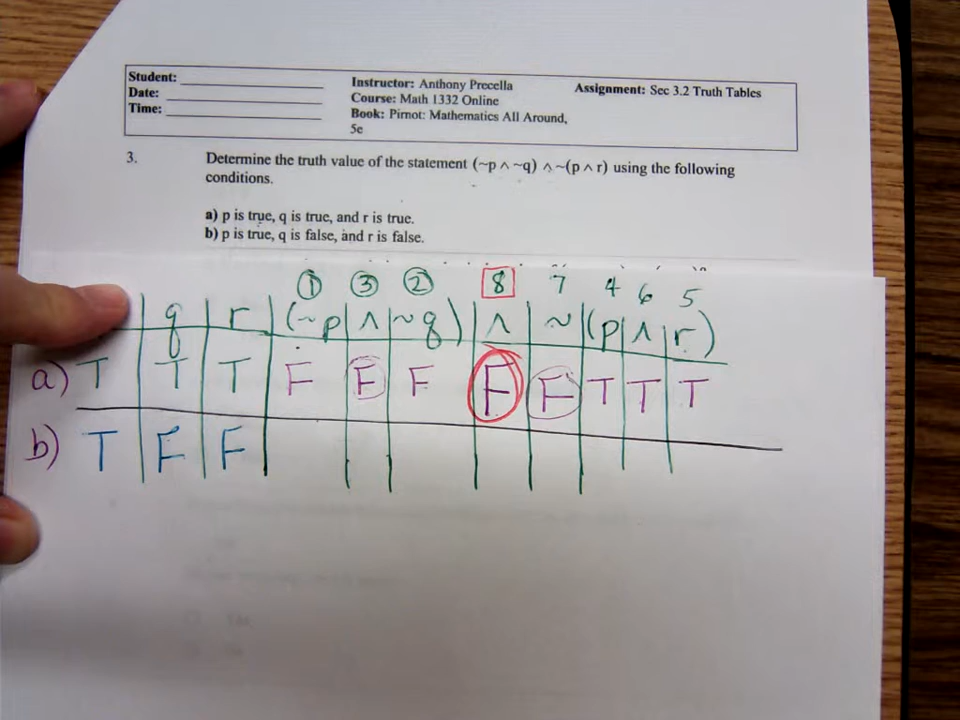 Student: Instructor: Anthony Precella Assignment: Sec 3.2 Truth Tables
Date: Course: Math 1332 Online
Time: Book: Pirnot: Mathematics All Around,
5e
3. Determine the truth value of the statement (~p ∧ ~q) ∧ ~(p ∧ r) using the following
conditions.
a) p is true, q is true, and r is true.
b) p is true, q is false, and r is false.
① ③ ② 8 7 4 6 5
q r (~p ∧ ~q) ∧ ~ (p ∧ r)
a) T T T F F F F F T T T
b) T F F